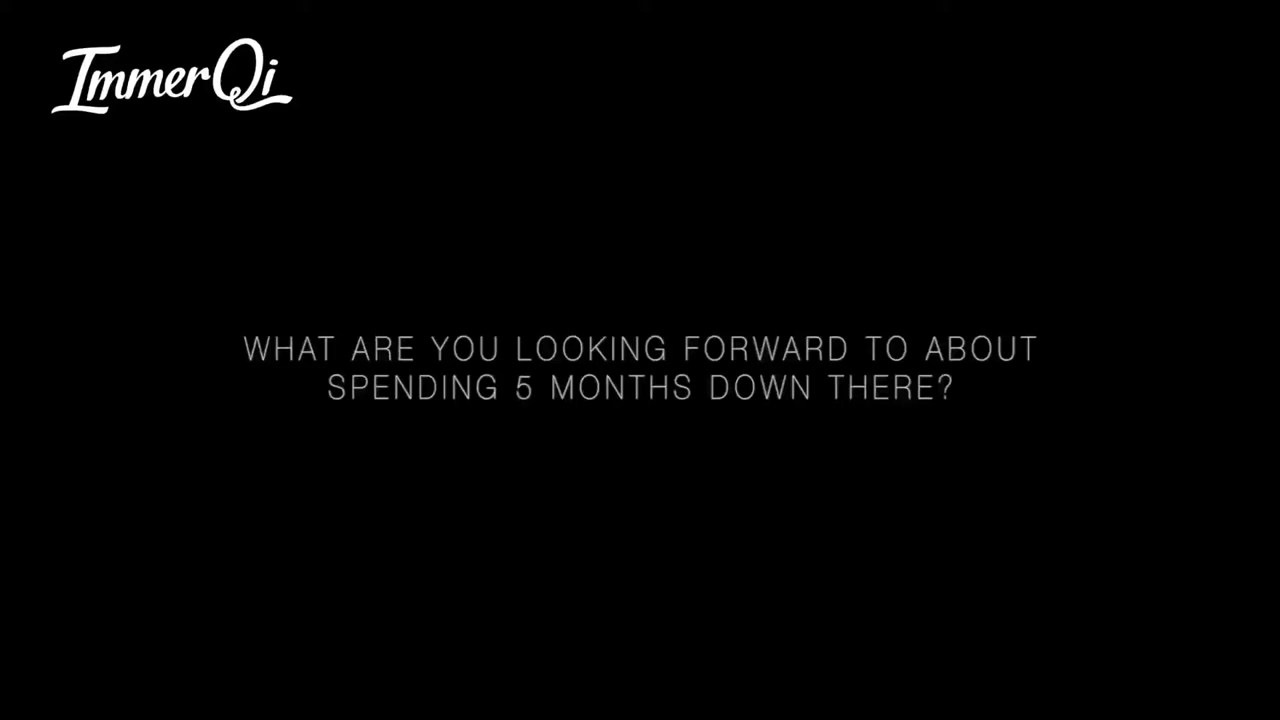 ImmerQi
WHAT ARE YOU LOOKING FORWARD TO ABOUT
SPENDING 5 MONTHS DOWN THERE?